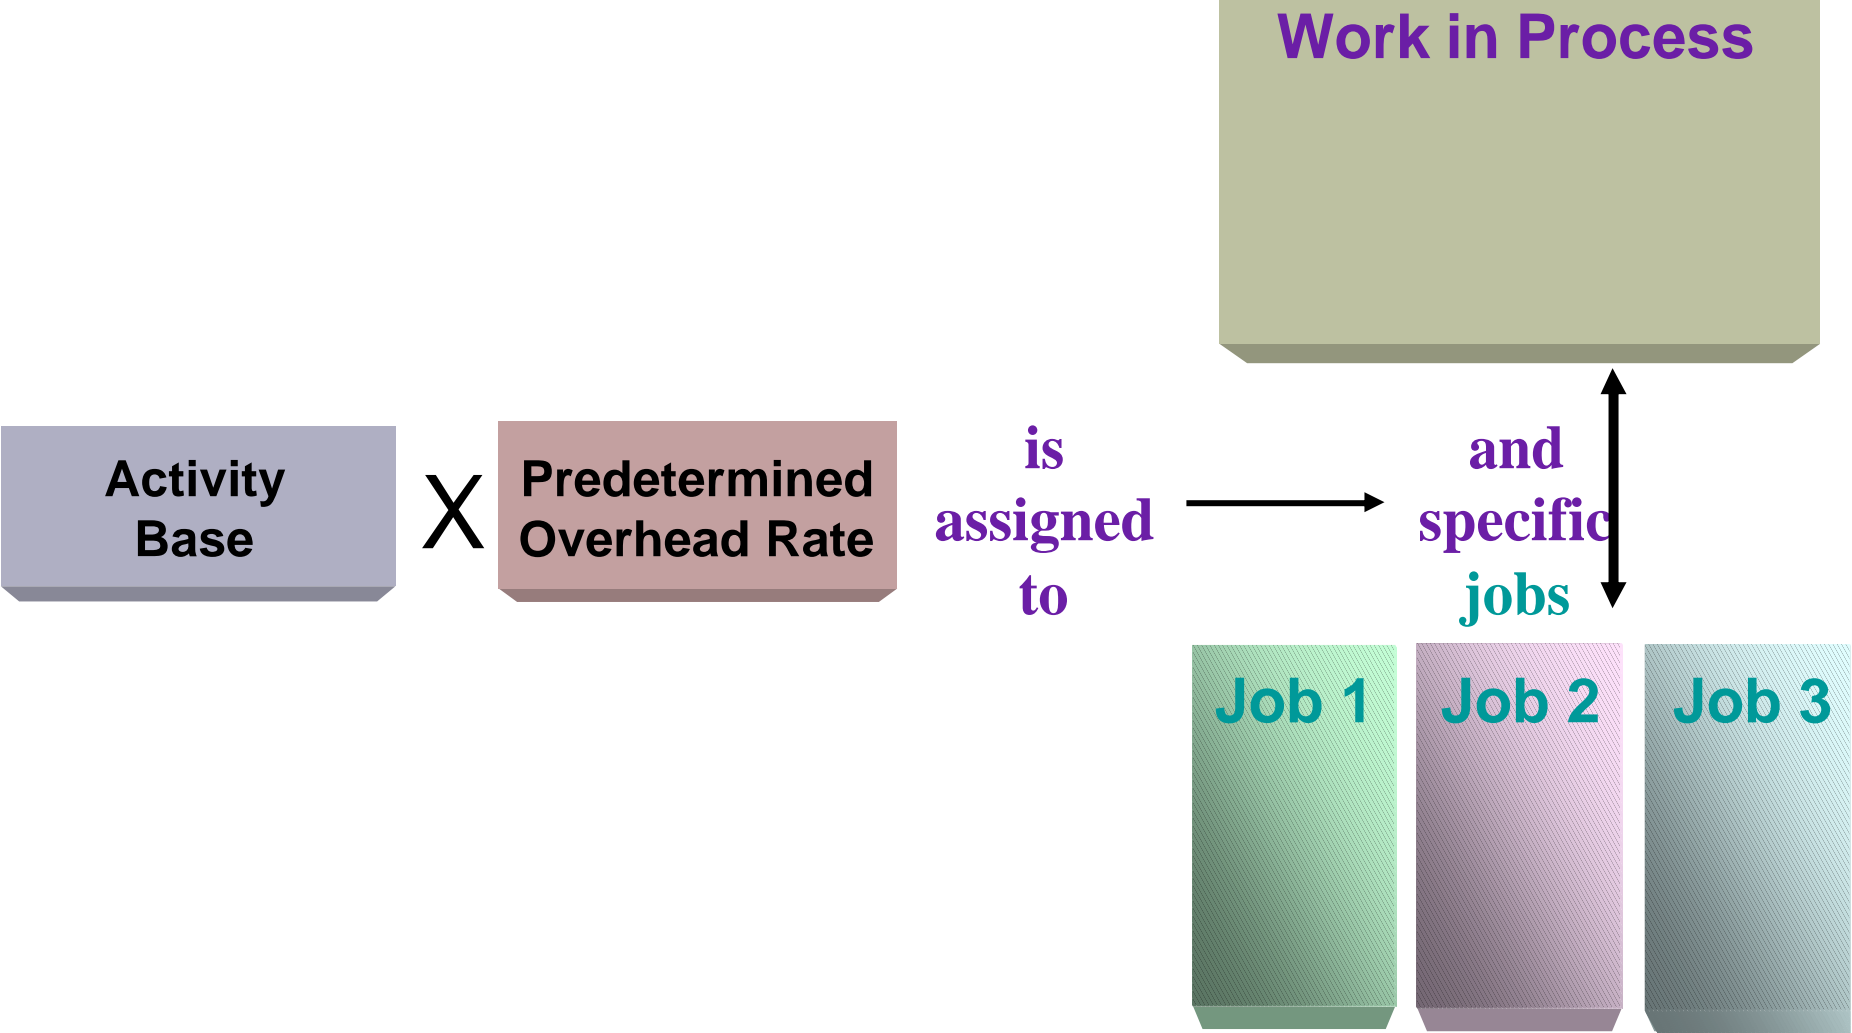 Work in Process
Activity
Base
X
Predetermined
Overhead Rate
is
assigned
to
and
specific
jobs
Job 1
Job 2
Job 3